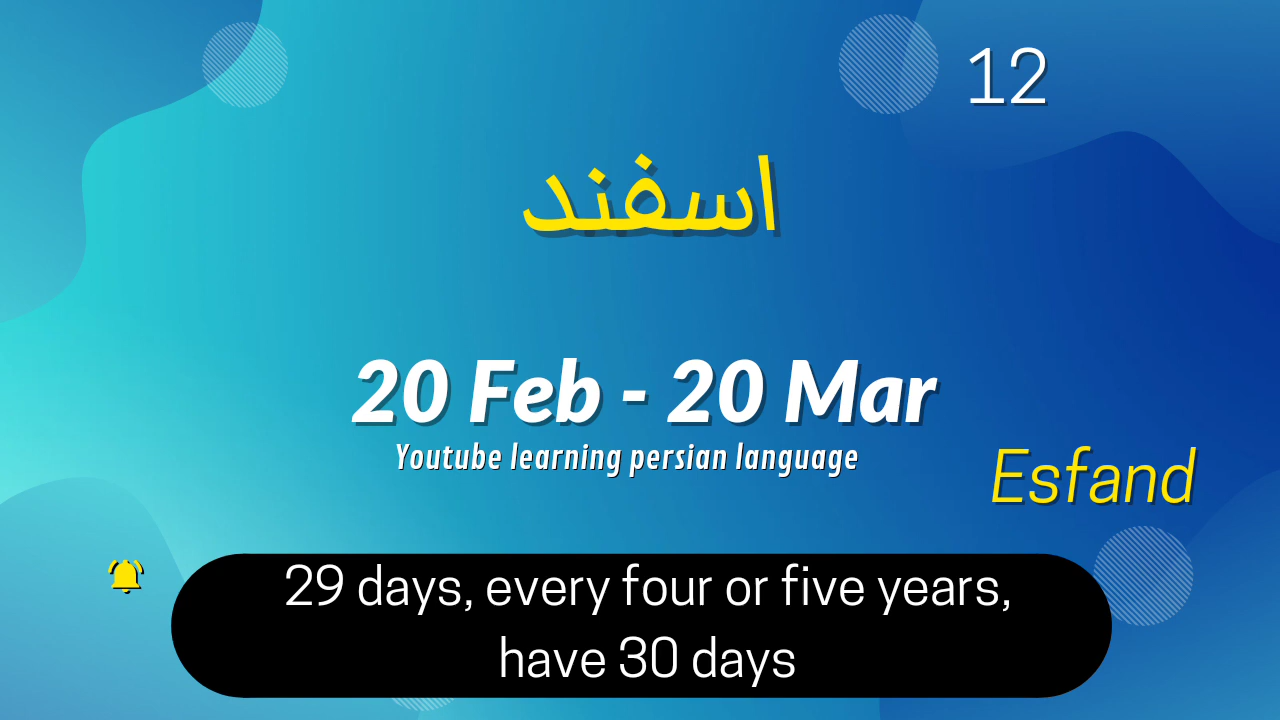 12
اسفند
20 Feb - 20 Mar
Youtube learning persian language
Esfand
29 days, every four or five years,
have 30 days